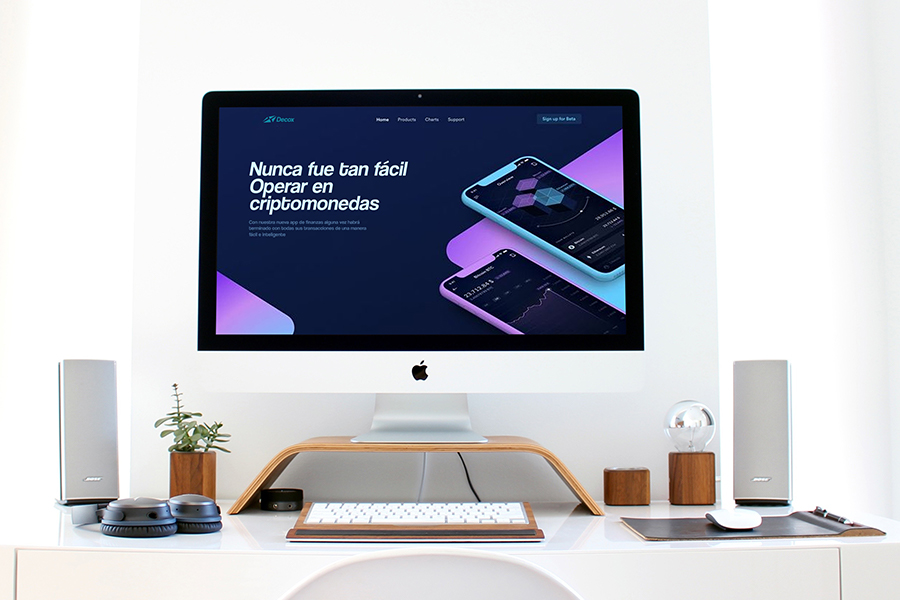 Decox
Home Products Charts Support
Sign up for Beta
Nunca fue tan fácil
Operar en
criptomonedas
Con nuestra nueva app de finanzas alguna vez habrá
terminado con todas sus transacciones de una manera
fácil e inteligente
Overview
Bitcoin BTC
23,712.84 $
BOSE
BOSE